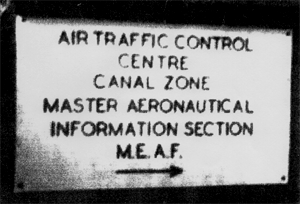 AIR TRAFFIC CONTROL
CENTRE
CANAL ZONE
MASTER AERONAUTICAL
INFORMATION SECTION
M.E.A.F.